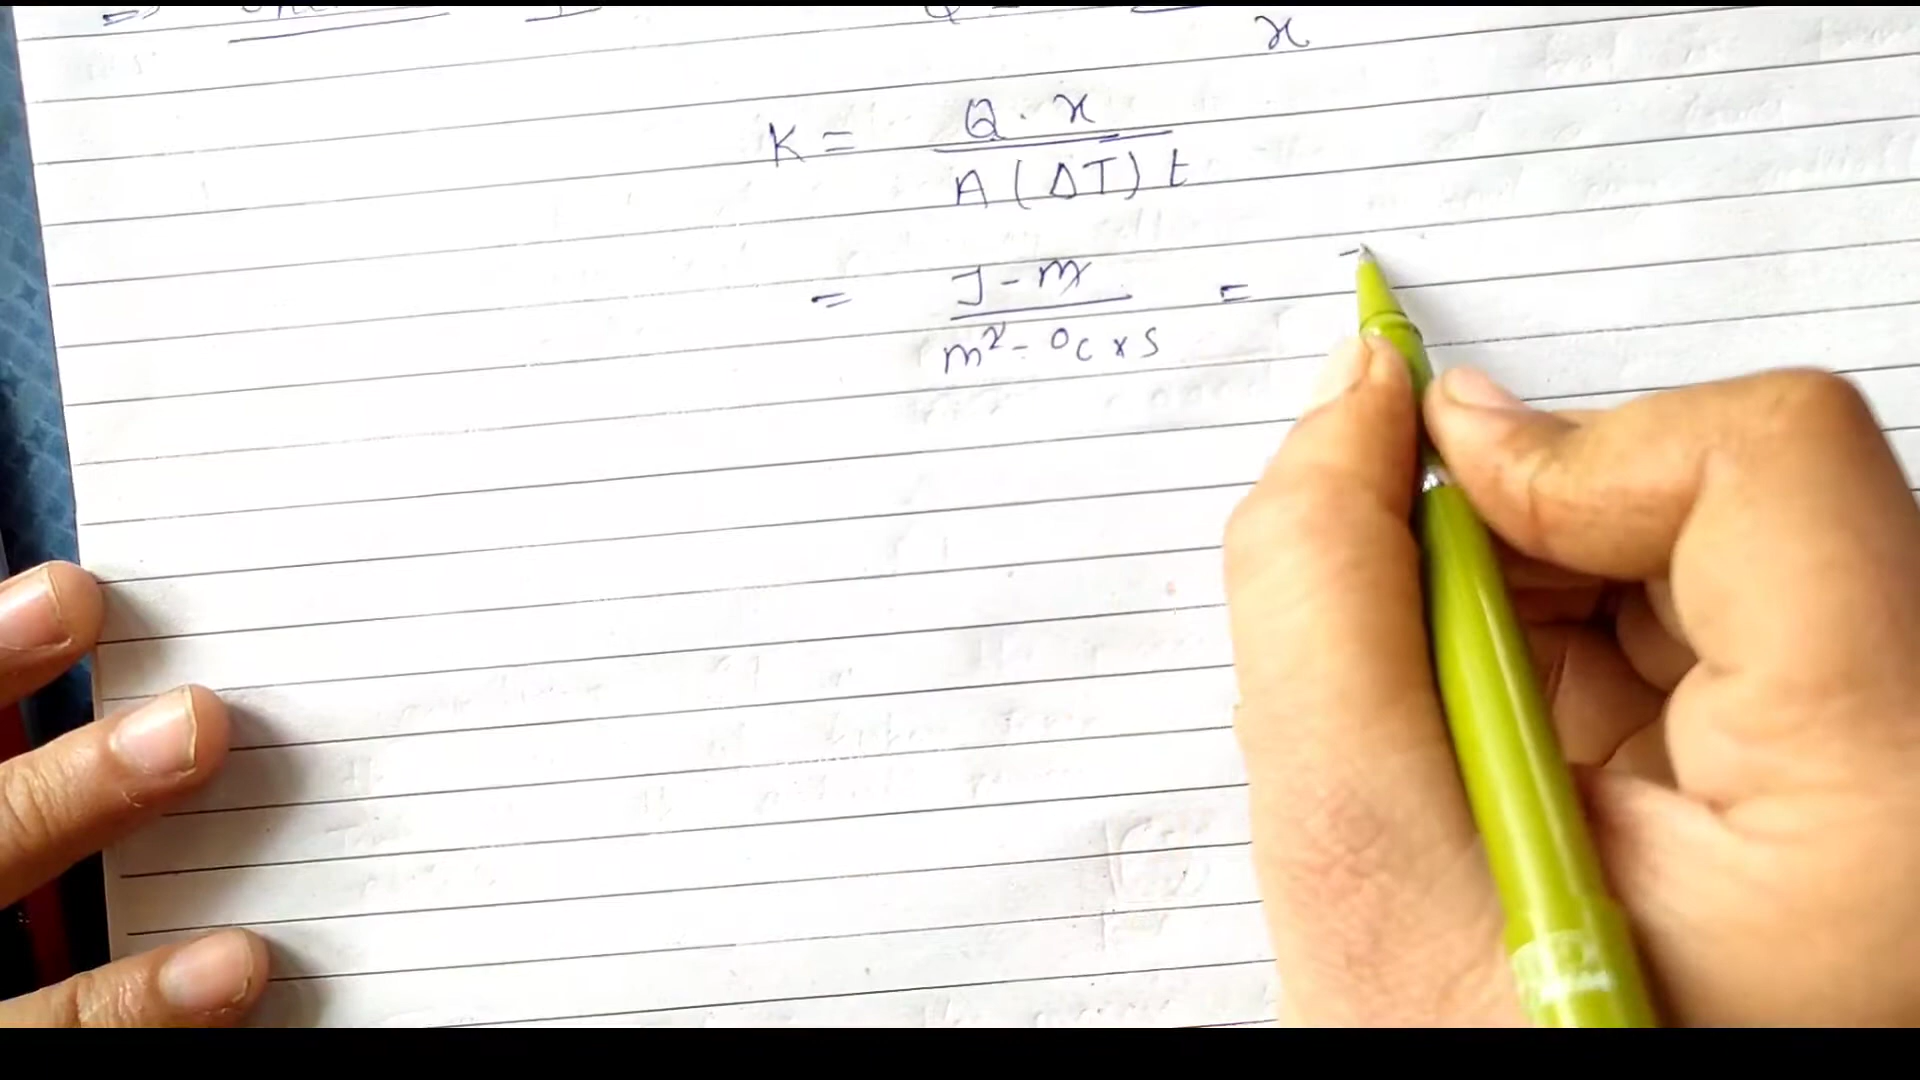 x
K = Q . x / A (ΔT) t
= J - m / m² - °c x s =